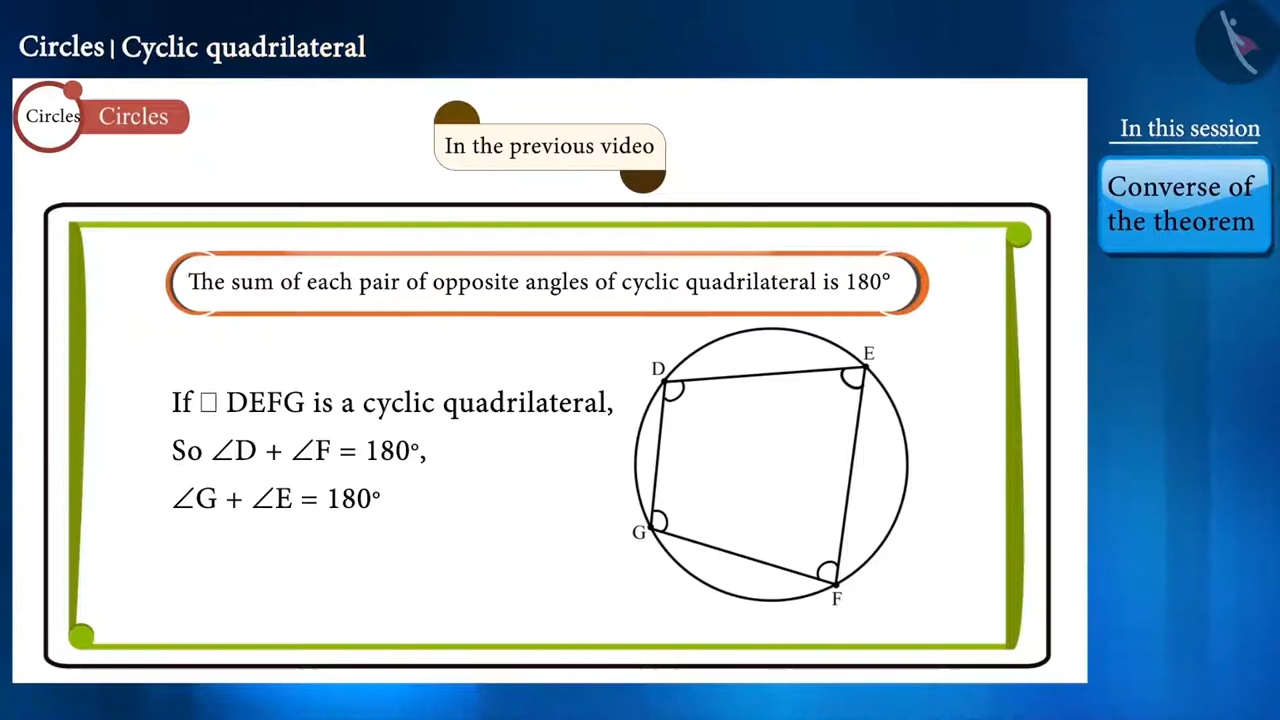 Circles | Cyclic quadrilateral
Circles
Circles
In the previous video
In this session
Converse of
the theorem
The sum of each pair of opposite angles of cyclic quadrilateral is 180°
If □ DEFG is a cyclic quadrilateral,
So ∠D + ∠F = 180°,
∠G + ∠E = 180°
D
E
G
F